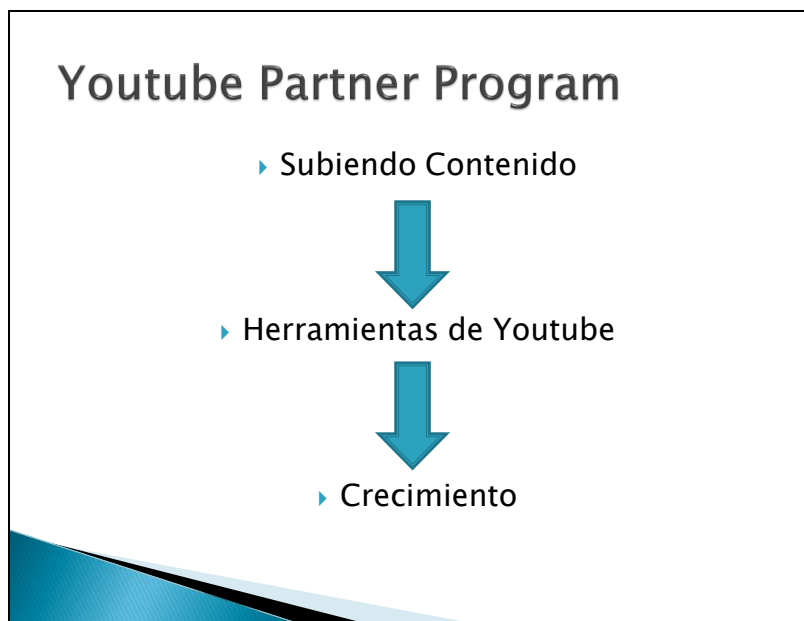 Youtube Partner Program
Subiendo Contenido
Herramientas de Youtube
Crecimiento